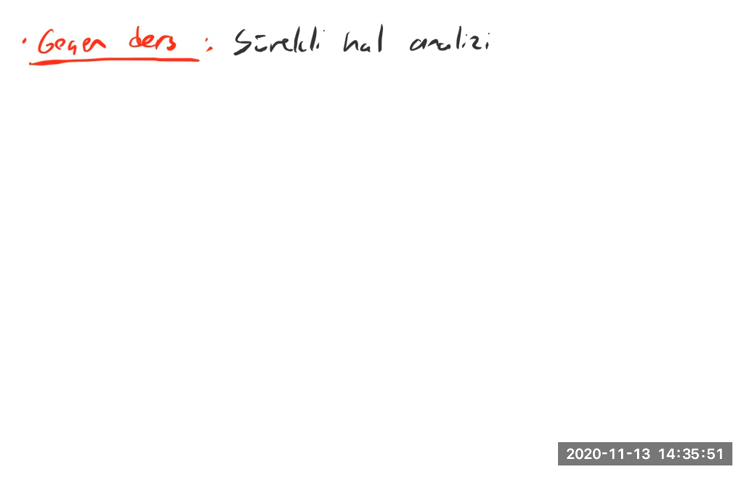 · Geçen ders : Sürekli hal analizi
2020-11-13 14:35:51